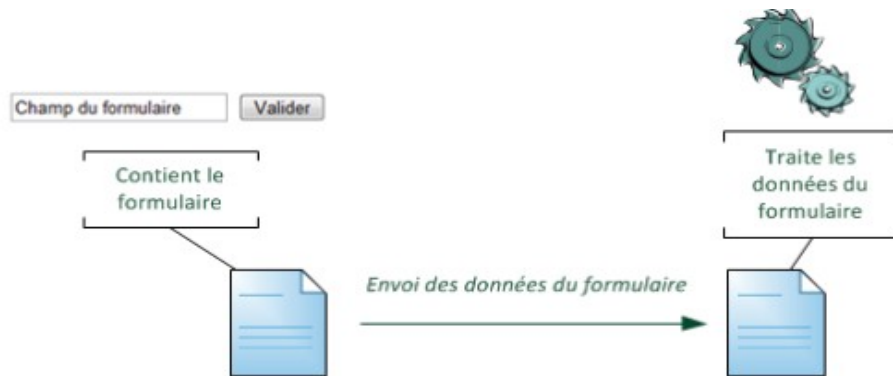 Champ du formulaire
Valider
Contient le
formulaire
Traite les
données du
formulaire
Envoi des données du formulaire